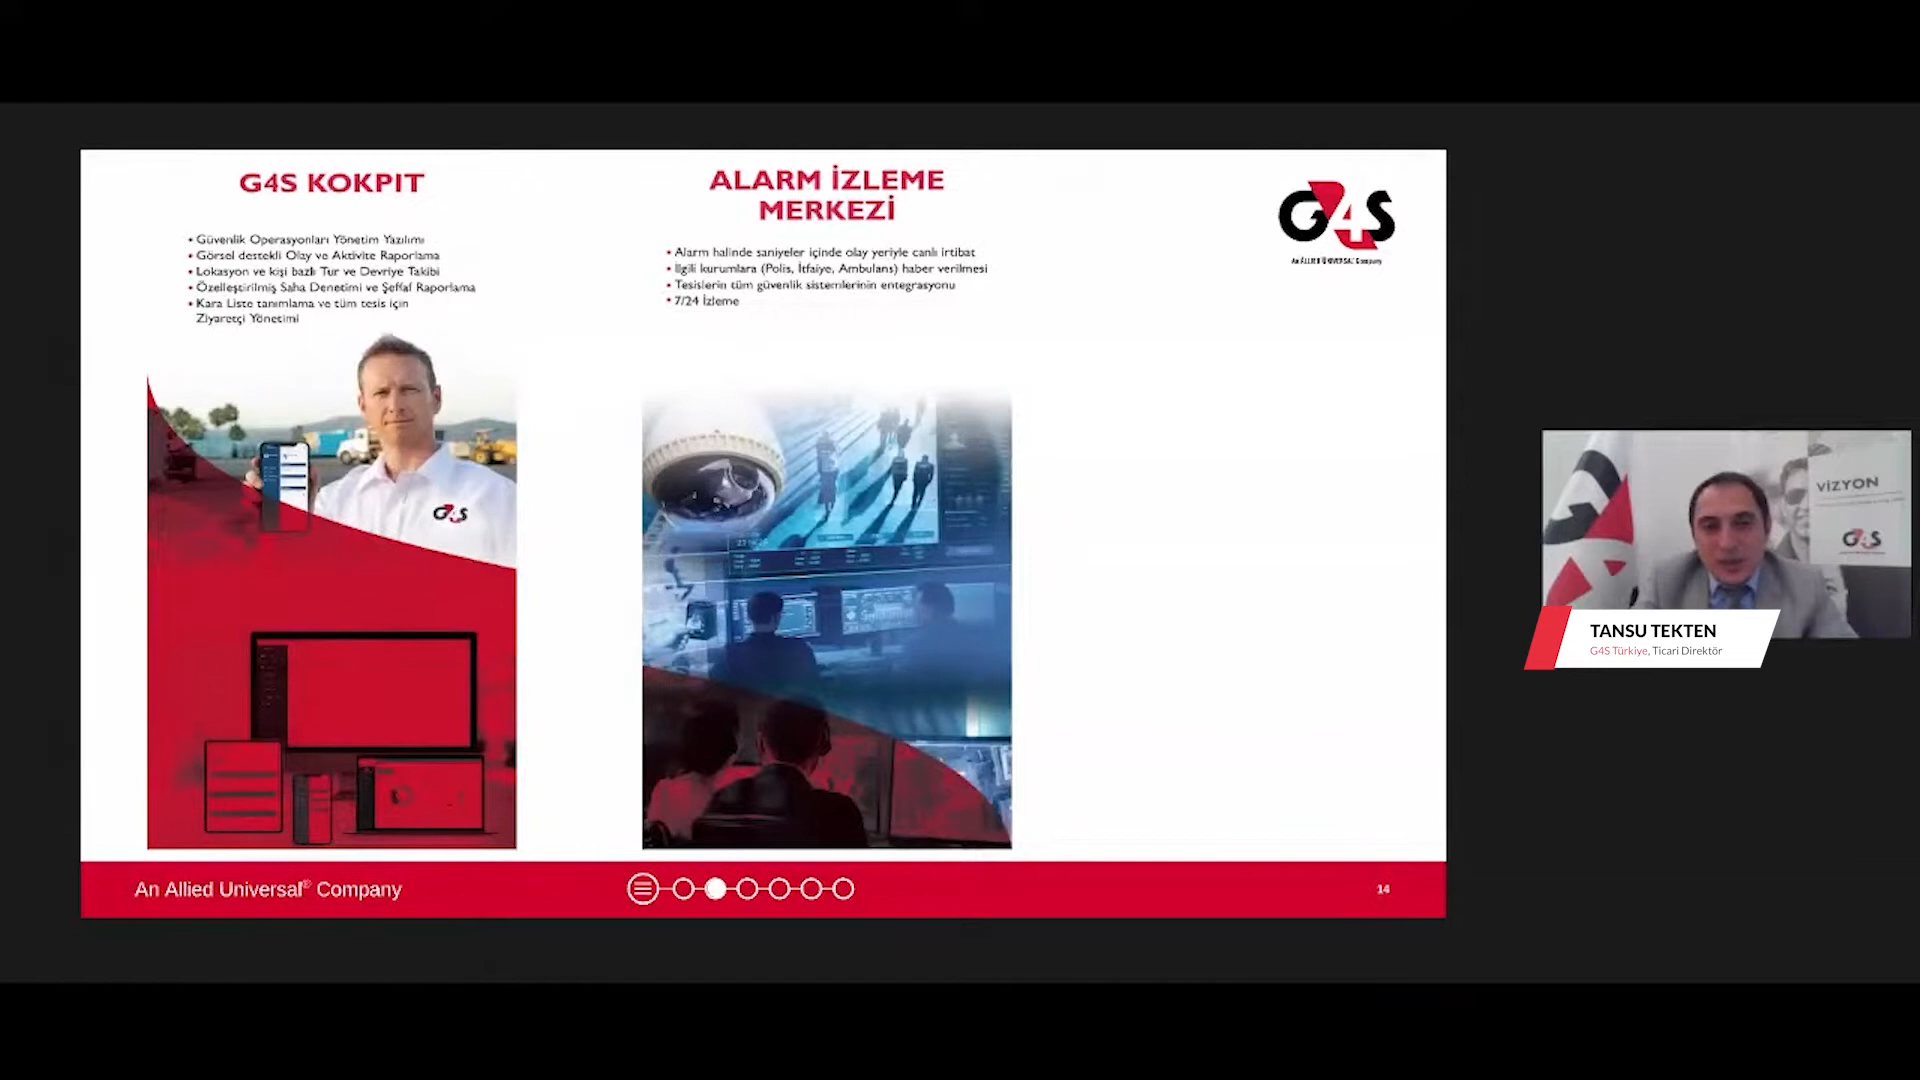 G4S KOKPIT
• Güvenlik Operasyonları Yönetim Yazılımı
• Görsel destekli Olay ve Aktivite Raporlama
• Lokasyon ve kişi bazlı Tur ve Devriye Takibi
• Özelleştirilmiş Saha Denetimi ve Şeffaf Raporlama
• Kara Liste tanımlama ve tüm tesis için
Ziyaretçi Yönetimi
ALARM İZLEME
MERKEZİ
• Alarm halinde saniyeler içinde olay yeriyle canlı irtibat
• İlgili kurumlara (Polis, İtfaiye, Ambulans) haber verilmesi
• Tesislerin tüm güvenlik sistemlerinin entegrasyonu
• 7/24 İzleme
G4S
An ALLIED UNIVERSAL Company
G4S
VİZYON
G4S
TANSU TEKTEN
G4S Türkiye, Ticari Direktör
An Allied Universal® Company
14